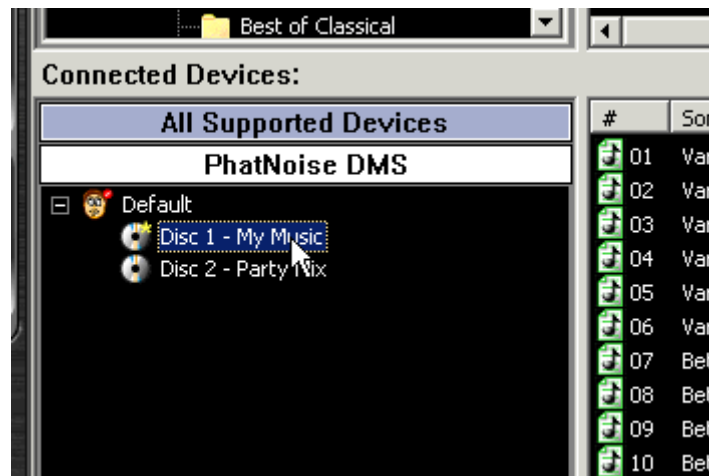 Best of Classical
Connected Devices:
All Supported Devices
PhatNoise DMS
Default
Disc 1 - My Music
Disc 2 - Party Mix
#
01
02
03
04
05
06
07
08
09
10